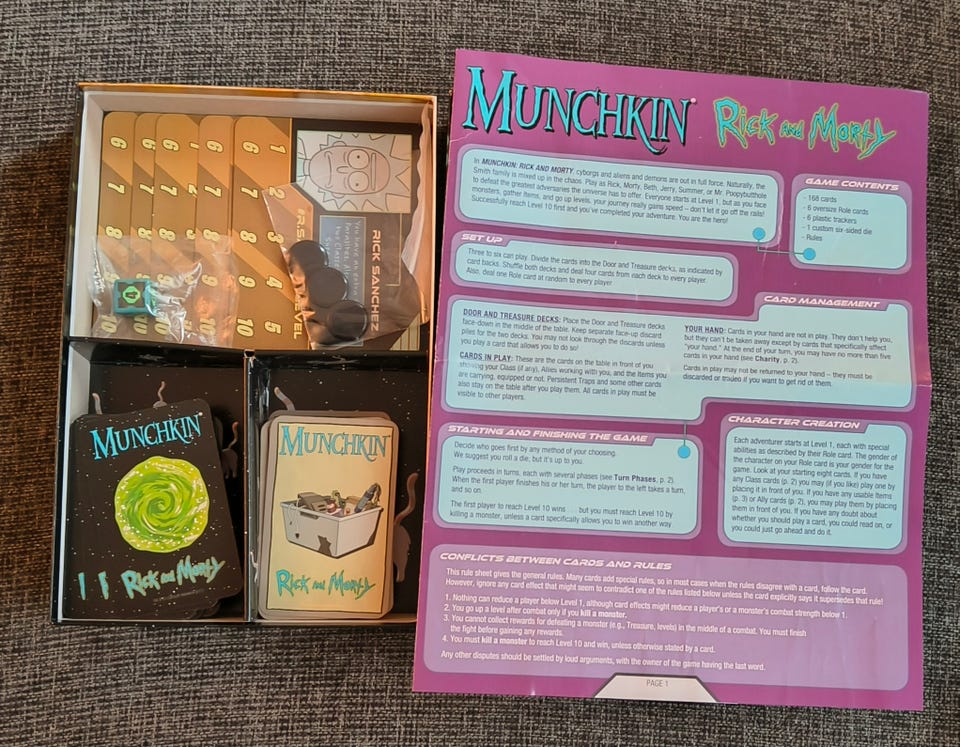 MUNCHKIN® Rick and Morty
In MUNCHKIN: RICK AND MORTY, cyborgs and aliens and demons are out in full force. Naturally, the
Smith family is mixed up in the chaos. Play as Rick, Morty, Beth, Jerry, Summer, or Mr. Poopybutthole
to defeat the greatest adversaries the universe has to offer. Everyone starts at Level 1, but as you face
monsters, gather Items, and go up levels, your journey really gains speed – don't let it go off the rails!
Successfully reach Level 10 first and you've completed your adventure. You are the hero!
GAME CONTENTS
- 168 cards
- 6 oversize Role cards
- 6 plastic trackers
- 1 custom six-sided die
- Rules
SET UP
Three to six can play. Divide the cards into the Door and Treasure decks, as indicated by
card backs. Shuffle both decks and deal four cards from each deck to every player.
Also, deal one Role card at random to every player
CARD MANAGEMENT
DOOR AND TREASURE DECKS: Place the Door and Treasure decks
face-down in the middle of the table. Keep separate face-up discard
piles for the two decks. You may not look through the discards unless
you play a card that allows you to do so!
CARDS IN PLAY: These are the cards on the table in front of you
showing your Class (if any), Allies working with you, and the Items you
are carrying, equipped or not. Persistent Traps and some other cards
also stay on the table after you play them. All cards in play must be
visible to other players.
YOUR HAND: Cards in your hand are not in play. They don't help you,
but they can't be taken away except by cards that specifically affect
"your hand." At the end of your turn, you may have no more than five
cards in your hand (see Charity, p. 2).
Cards in play may not be returned to your hand – they must be
discarded or traded if you want to get rid of them.
STARTING AND FINISHING THE GAME
Decide who goes first by any method of your choosing.
We suggest you roll a die; but it's up to you.
Play proceeds in turns, each with several phases (see Turn Phases, p. 2).
When the first player finishes his or her turn, the player to the left takes a turn,
and so on.
The first player to reach Level 10 wins but you must reach Level 10 by
killing a monster, unless a card specifically allows you to win another way
CHARACTER CREATION
Each adventurer starts at Level 1, each with special
abilities as described by their Role card. The gender of
the character on your Role card is your gender for the
game. Look at your starting eight cards. If you have
any Class cards (p. 2) you may (if you like) play one by
placing it in front of you. If you have any usable Items
(p. 3) or Ally cards (p. 2), you may play them by placing
them in front of you. If you have any doubt about
whether you should play a card, you could read on, or
you could just go ahead and do it.
CONFLICTS BETWEEN CARDS AND RULES
This rule sheet gives the general rules. Many cards add special rules, so in most cases when the rules disagree with a card, follow the card.
However, ignore any card effect that might seem to contradict one of the rules listed below unless the card explicitly says it supersedes that rule!
1. Nothing can reduce a player below Level 1, although card effects might reduce a player's or a monster's combat strength below 1.
2. You go up a level after combat only if you kill a monster.
3. You cannot collect rewards for defeating a monster (e.g., Treasure, levels) in the middle of a combat. You must finish
the fight before gaining any rewards.
4. You must kill a monster to reach Level 10 and win, unless otherwise stated by a card.
Any other disputes should be settled by loud arguments, with the owner of the game having the last word.
PAGE 1
RICK SANCHEZ
LEVEL
1 2 3 4 5
6 7 8 9 10
MUNCHKIN
Rick and Morty
MUNCHKIN
Rick and Morty